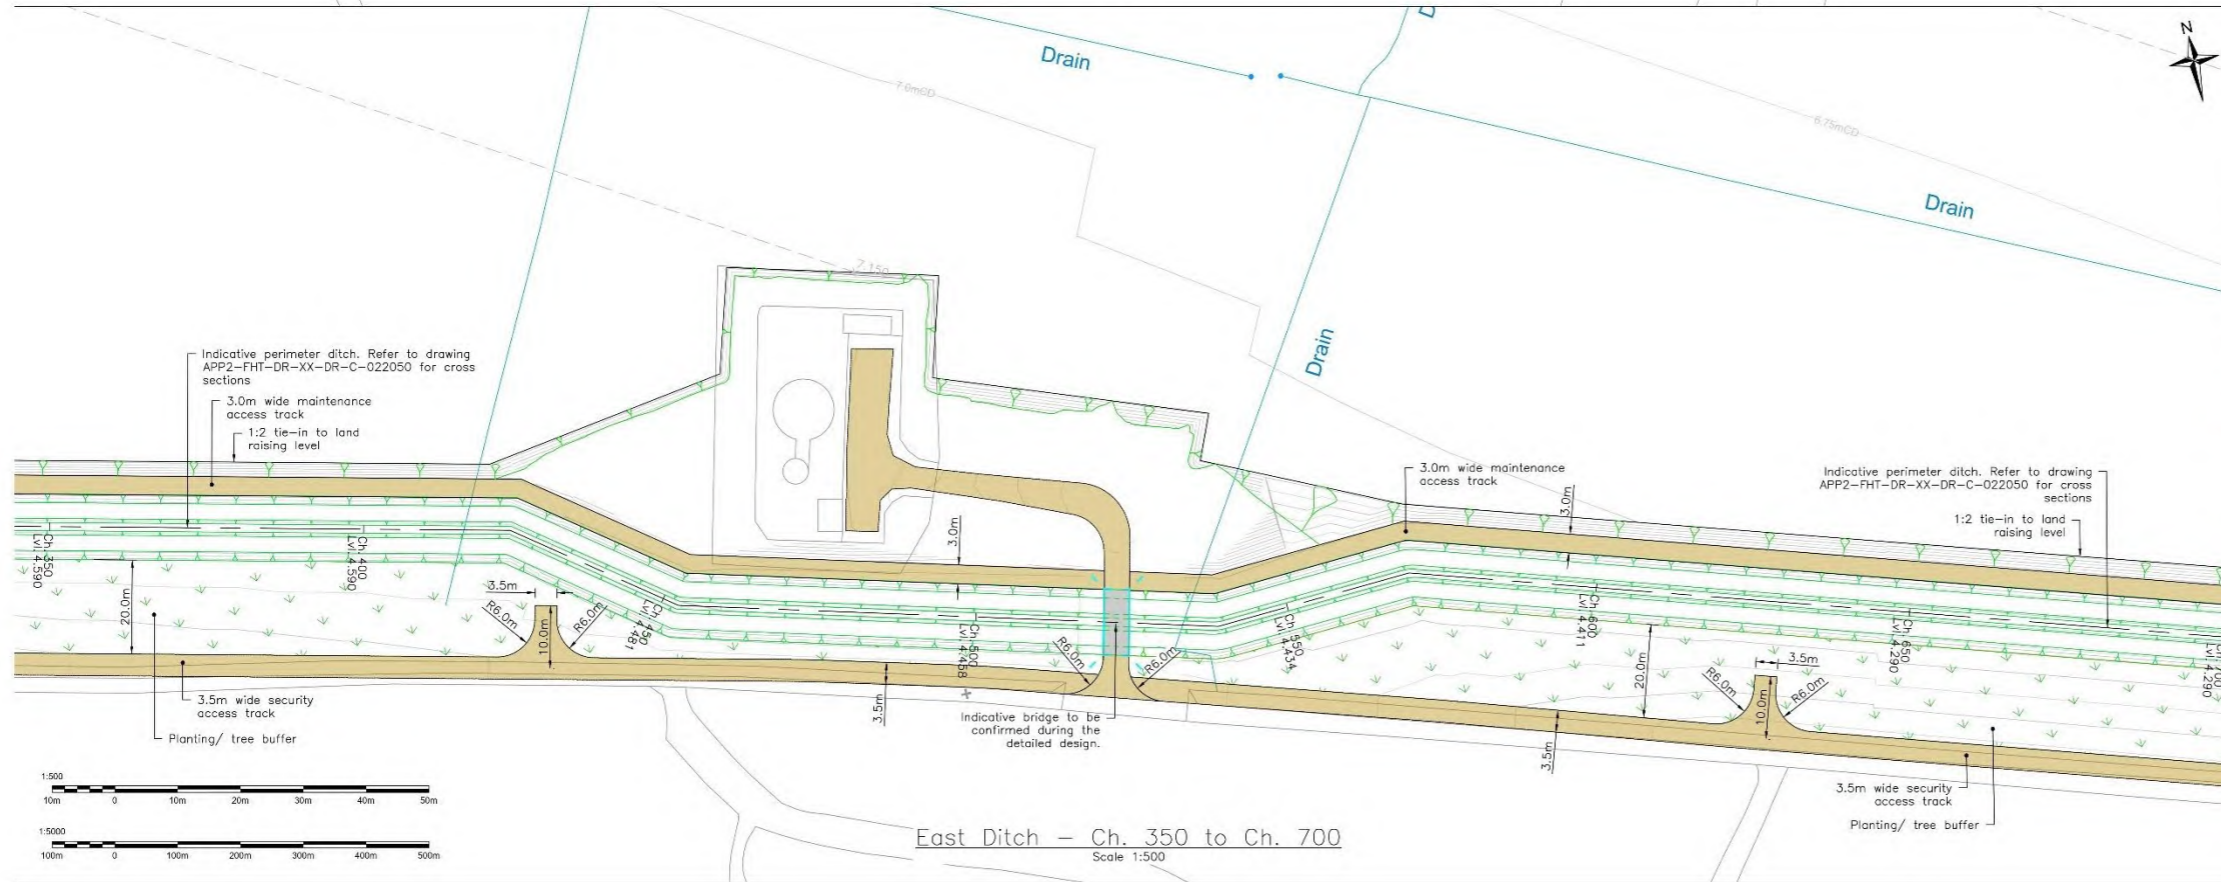 Drain
D
N
7.0mCD
6.75mCD
Drain
7.150
Drain
Indicative perimeter ditch. Refer to drawing
APP2-FHT-DR-XX-DR-C-022050 for cross
sections
3.0m wide maintenance
access track
1:2 tie-in to land
raising level
3.0m wide maintenance
access track
3.0m
Indicative perimeter ditch. Refer to drawing
APP2-FHT-DR-XX-DR-C-022050 for cross
sections
1:2 tie-in to land
raising level
3.0m
Ch. 350
Lvl. 4.590
Ch. 400
Lvl. 4.590
20.0m
3.5m
R6.0m
10.0m
R6.0m
Ch. 450
Lvl. 4.481
Ch. 500
Lvl. 4.458
R6.0m
R6.0m
Ch. 550
Lvl. 4.434
Ch. 600
Lvl. 4.411
20.0m
Ch. 650
Lvl. 4.290
3.5m
R6.0m
10.0m
R6.0m
Ch. 700
Lvl. 4.290
3.5m wide security
access track
Planting/ tree buffer
3.5m
Indicative bridge to be
confirmed during the
detailed design.
3.5m
3.5m wide security
access track
Planting/ tree buffer
1:500
10m 0 10m 20m 30m 40m 50m
1:5000
100m 0 100m 200m 300m 400m 500m
East Ditch - Ch. 350 to Ch. 700
Scale 1:500